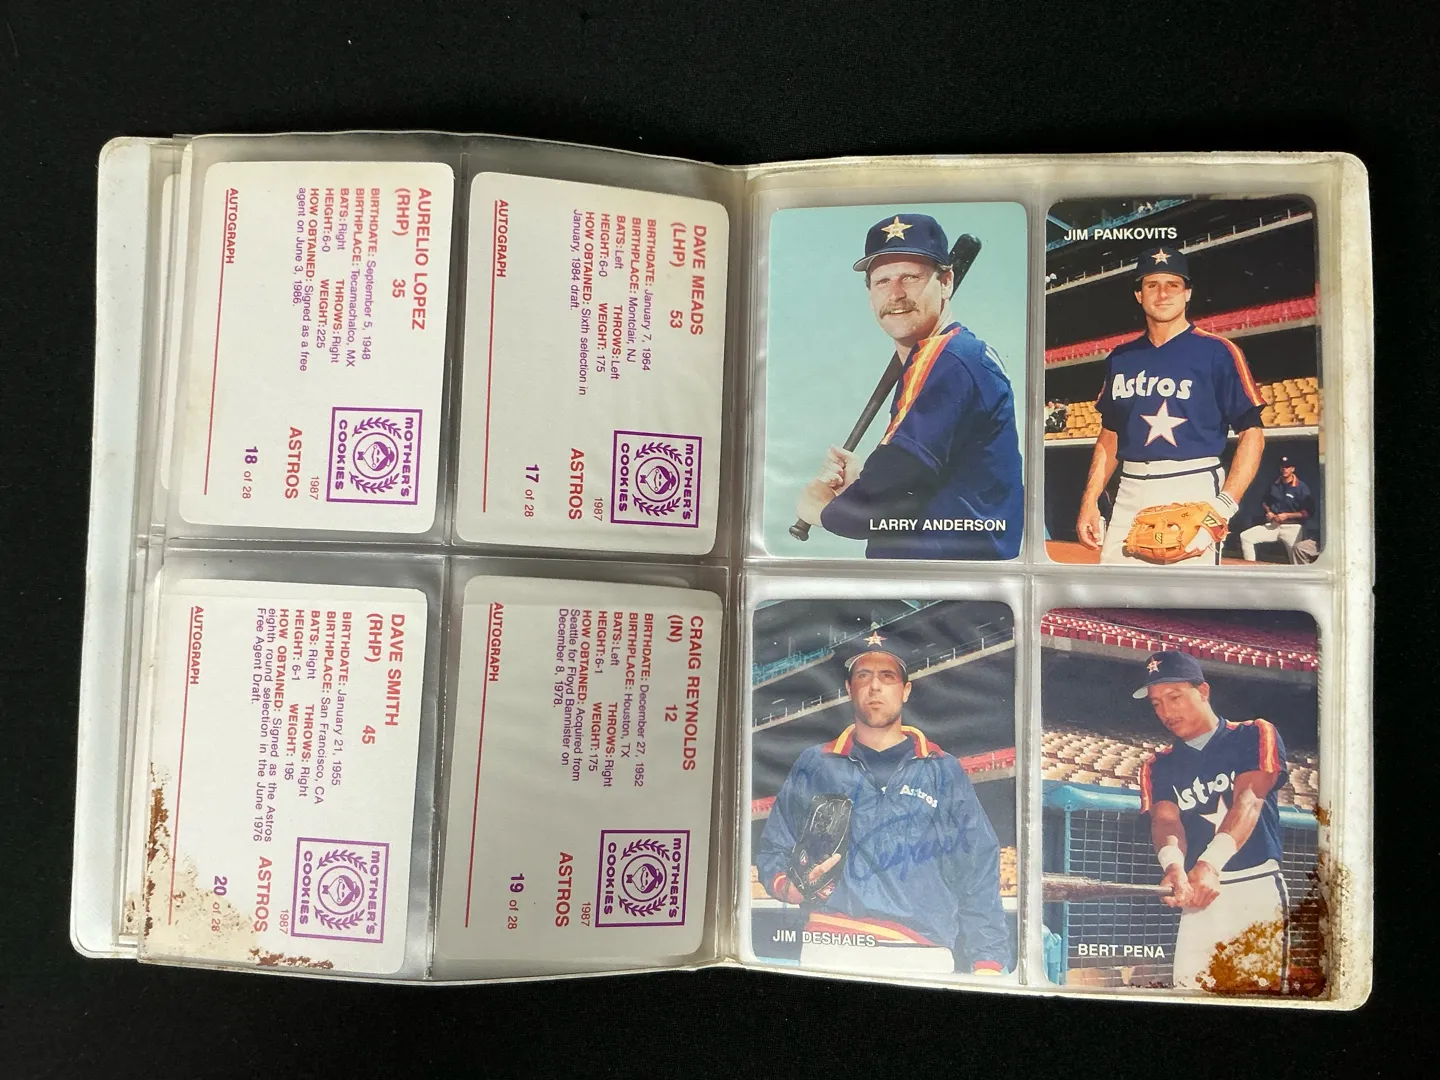 AURELIO LOPEZ
(RHP) 35
BIRTHDATE: September 5, 1948
BIRTHPLACE: Tecamachalco, MX
BATS: Right THROWS: Right
HEIGHT: 6-0 WEIGHT: 225
HOW OBTAINED: Signed as a free
agent on June 3, 1986.
AUTOGRAPH
MOTHER'S
COOKIES
1987
ASTROS
18 of 28
DAVE MEADS
(LHP) 53
BIRTHDATE: January 7, 1964
BIRTHPLACE: Montclair, NJ
BATS: Left THROWS: Left
HEIGHT: 6-0 WEIGHT: 175
HOW OBTAINED: Sixth selection in
January, 1984 draft.
AUTOGRAPH
MOTHER'S
COOKIES
1987
ASTROS
17 of 28
LARRY ANDERSON
JIM PANKOVITS
Astros
DAVE SMITH
(RHP) 45
BIRTHDATE: January 21, 1955
BIRTHPLACE: San Francisco, CA
BATS: Right THROWS: Right
HEIGHT: 6-1 WEIGHT: 195
HOW OBTAINED: Signed as the Astros
eighth round selection in the June 1976
Free Agent Draft.
AUTOGRAPH
MOTHER'S
COOKIES
1987
ASTROS
20 of 28
CRAIG REYNOLDS
(IN) 12
BIRTHDATE: December 27, 1952
BIRTHPLACE: Houston, TX
BATS: Left THROWS: Right
HEIGHT: 6-1 WEIGHT: 175
HOW OBTAINED: Acquired from
Seattle for Floyd Bannister on
December 8, 1978.
AUTOGRAPH
MOTHER'S
COOKIES
1987
ASTROS
19 of 28
Astros
JIM DESHAIES
Astros
BERT PENA